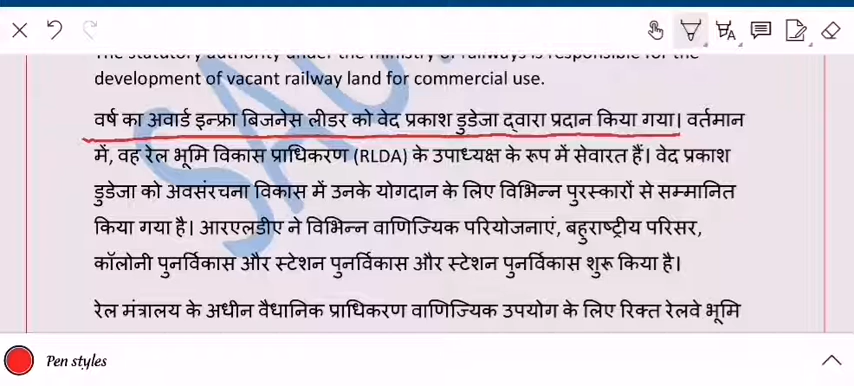 The statutory authority under the ministry of railways is responsible for the
development of vacant railway land for commercial use.
वर्ष का अवार्ड इन्फ्रा बिजनेस लीडर को वेद प्रकाश डुडेजा द्वारा प्रदान किया गया। वर्तमान
में, वह रेल भूमि विकास प्राधिकरण (RLDA) के उपाध्यक्ष के रूप में सेवारत हैं। वेद प्रकाश
डुडेजा को अवसंरचना विकास में उनके योगदान के लिए विभिन्न पुरस्कारों से सम्मानित
किया गया है। आरएलडीए ने विभिन्न वाणिज्यिक परियोजनाएं, बहुराष्ट्रीय परिसर,
कॉलोनी पुनर्विकास और स्टेशन पुनर्विकास और स्टेशन पुनर्विकास शुरू किया है।
रेल मंत्रालय के अधीन वैधानिक प्राधिकरण वाणिज्यिक उपयोग के लिए रिक्त रेलवे भूमि
Pen styles